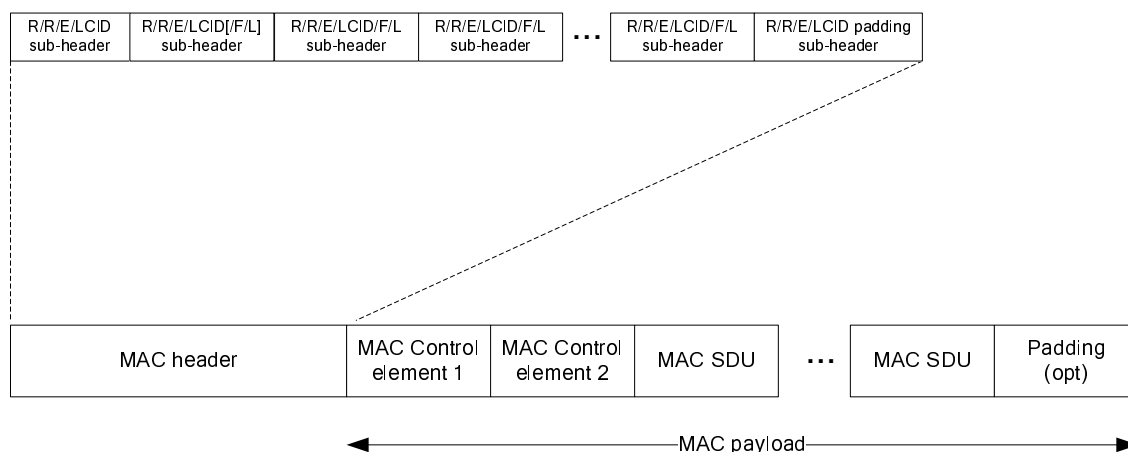 R/R/E/LCID
sub-header
R/R/E/LCID[/F/L]
sub-header
R/R/E/LCID/F/L
sub-header
R/R/E/LCID/F/L
sub-header
...
R/R/E/LCID/F/L
sub-header
R/R/E/LCID padding
sub-header
MAC header
MAC Control
element 1
MAC Control
element 2
MAC SDU
...
MAC SDU
Padding
(opt)
MAC payload